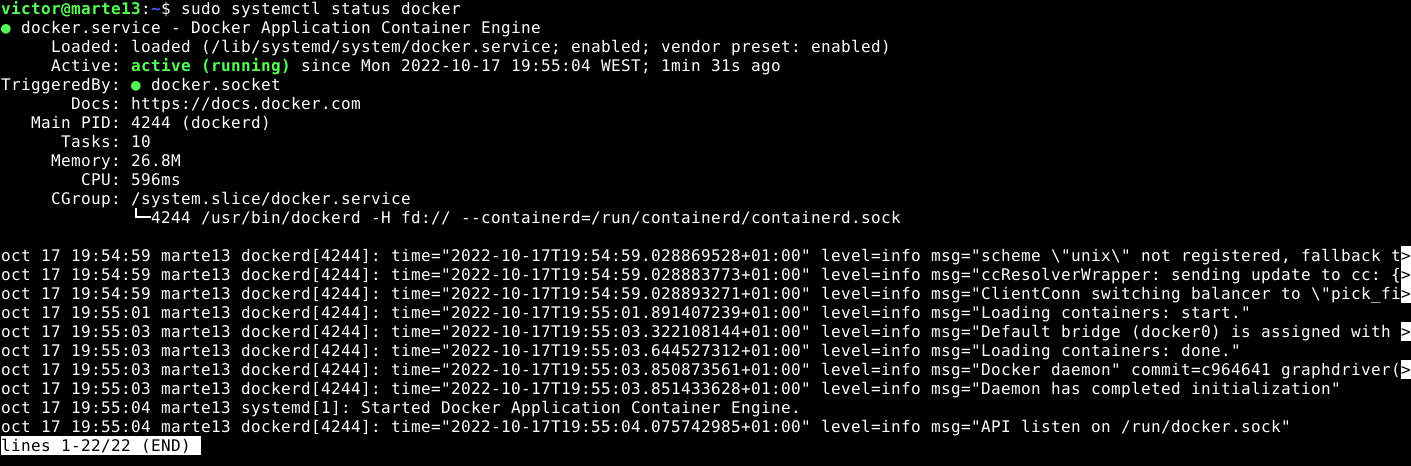 victor@marte13:~$ sudo systemctl status docker
● docker.service - Docker Application Container Engine
     Loaded: loaded (/lib/systemd/system/docker.service; enabled; vendor preset: enabled)
     Active: active (running) since Mon 2022-10-17 19:55:04 WEST; 1min 31s ago
TriggeredBy: ● docker.socket
       Docs: https://docs.docker.com
   Main PID: 4244 (dockerd)
      Tasks: 10
     Memory: 26.8M
        CPU: 596ms
     CGroup: /system.slice/docker.service
             └─4244 /usr/bin/dockerd -H fd:// --containerd=/run/containerd/containerd.sock
oct 17 19:54:59 marte13 dockerd[4244]: time="2022-10-17T19:54:59.028869528+01:00" level=info msg="scheme \"unix\" not registered, fallback t>
oct 17 19:54:59 marte13 dockerd[4244]: time="2022-10-17T19:54:59.028883773+01:00" level=info msg="ccResolverWrapper: sending update to cc: {>
oct 17 19:54:59 marte13 dockerd[4244]: time="2022-10-17T19:54:59.028893271+01:00" level=info msg="ClientConn switching balancer to \"pick_fi>
oct 17 19:55:01 marte13 dockerd[4244]: time="2022-10-17T19:55:01.891407239+01:00" level=info msg="Loading containers: start."
oct 17 19:55:03 marte13 dockerd[4244]: time="2022-10-17T19:55:03.322108144+01:00" level=info msg="Default bridge (docker0) is assigned with >
oct 17 19:55:03 marte13 dockerd[4244]: time="2022-10-17T19:55:03.644527312+01:00" level=info msg="Loading containers: done."
oct 17 19:55:03 marte13 dockerd[4244]: time="2022-10-17T19:55:03.850873561+01:00" level=info msg="Docker daemon" commit=c964641 graphdriver(>
oct 17 19:55:03 marte13 dockerd[4244]: time="2022-10-17T19:55:03.851433628+01:00" level=info msg="Daemon has completed initialization"
oct 17 19:55:04 marte13 systemd[1]: Started Docker Application Container Engine.
oct 17 19:55:04 marte13 dockerd[4244]: time="2022-10-17T19:55:04.075742985+01:00" level=info msg="API listen on /run/docker.sock"
lines 1-22/22 (END)